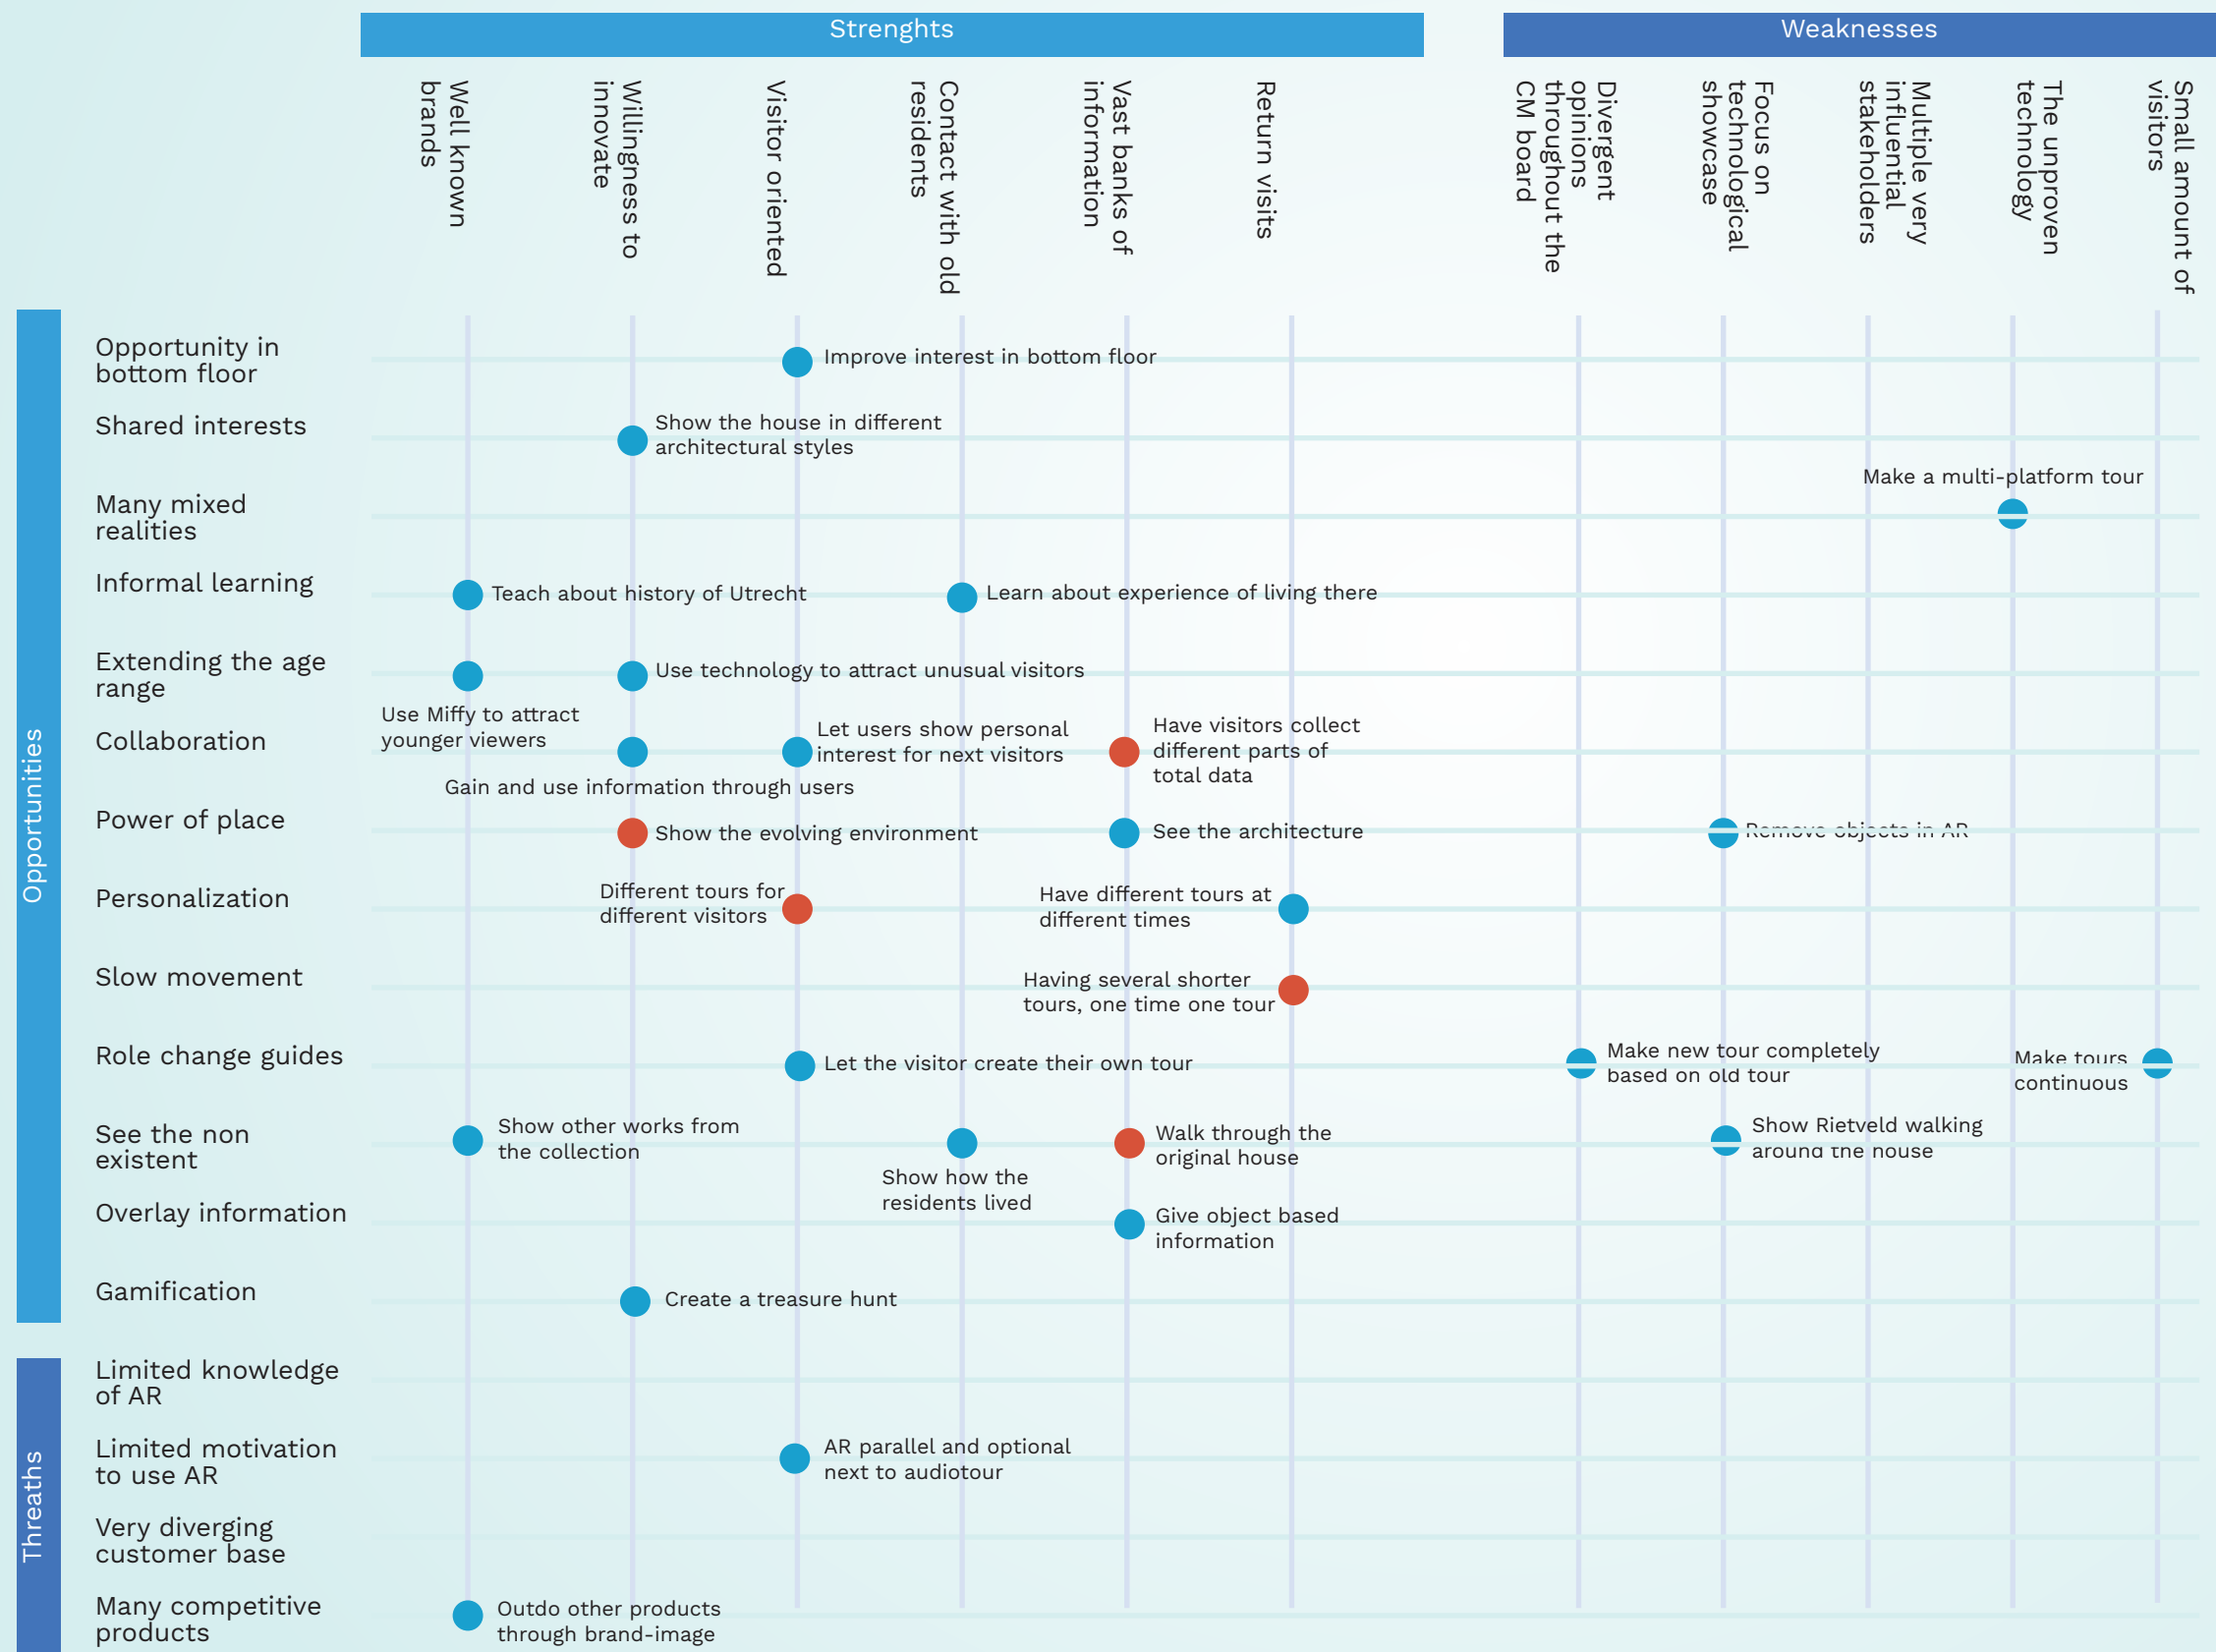 Strenghts
Weaknesses
Well known
brands
Willingness to
innovate
Visitor oriented
Contact with old
residents
Vast banks of
information
Return visits
Divergent
opinions
throughout the
CM board
Focus on
technological
showcase
Multiple very
influential
stakeholders
The unproven
technology
Small amount of
visitors
Opportunities
Opportunity in
bottom floor
Improve interest in bottom floor
Shared interests
Show the house in different
architectural styles
Many mixed
realities
Make a multi-platform tour
Informal learning
Teach about history of Utrecht
Learn about experience of living there
Extending the age
range
Use Miffy to attract
younger viewers
Use technology to attract unusual visitors
Collaboration
Gain and use information through users
Let users show personal
interest for next visitors
Have visitors collect
different parts of
total data
Power of place
Show the evolving environment
See the architecture
Remove objects in AR
Personalization
Different tours for
different visitors
Have different tours at
different times
Slow movement
Having several shorter
tours, one time one tour
Role change guides
Let the visitor create their own tour
Make new tour completely
based on old tour
Make tours
continuous
See the non
existent
Show other works from
the collection
Show how the
residents lived
Walk through the
original house
Show Rietveld walking
around the house
Overlay information
Give object based
information
Gamification
Create a treasure hunt
Threaths
Limited knowledge
of AR
Limited motivation
to use AR
AR parallel and optional
next to audiotour
Very diverging
customer base
Many competitive
products
Outdo other products
through brand-image